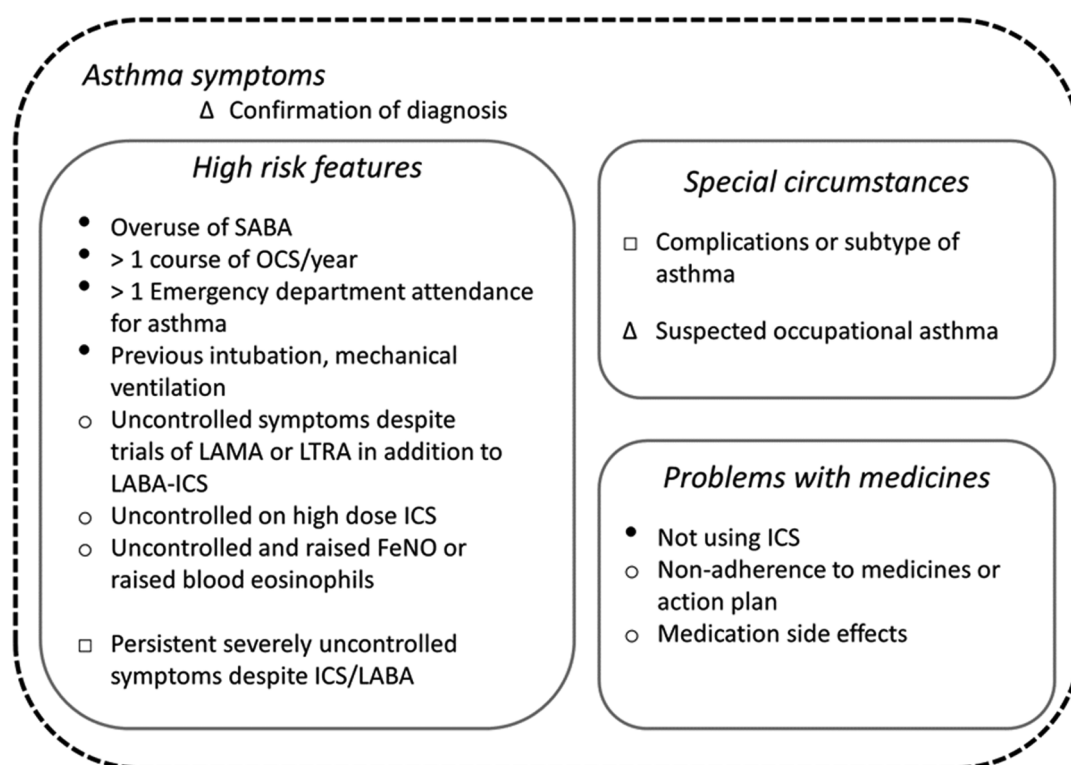 Asthma symptoms
Δ Confirmation of diagnosis
High risk features
• Overuse of SABA
• > 1 course of OCS/year
• > 1 Emergency department attendance
for asthma
• Previous intubation, mechanical
ventilation
○ Uncontrolled symptoms despite
trials of LAMA or LTRA in addition to
LABA-ICS
○ Uncontrolled on high dose ICS
○ Uncontrolled and raised FeNO or
raised blood eosinophils
□ Persistent severely uncontrolled
symptoms despite ICS/LABA
Special circumstances
□ Complications or subtype of
asthma
Δ Suspected occupational asthma
Problems with medicines
• Not using ICS
○ Non-adherence to medicines or
action plan
○ Medication side effects